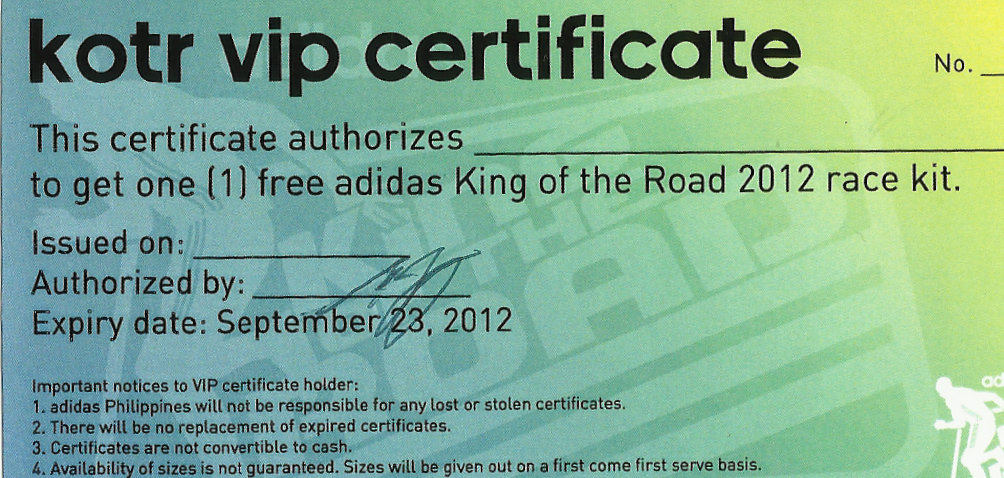 kotr vip certificate
No.
This certificate authorizes
to get one (1) free adidas King of the Road 2012 race kit.
Issued on:
Authorized by:
Expiry date: September 23, 2012
KING
OF THE
ROAD
Important notices to VIP certificate holder:
1. adidas Philippines will not be responsible for any lost or stolen certificates.
2. There will be no replacement of expired certificates.
3. Certificates are not convertible to cash.
4. Availability of sizes is not guaranteed. Sizes will be given out on a first come first serve basis.